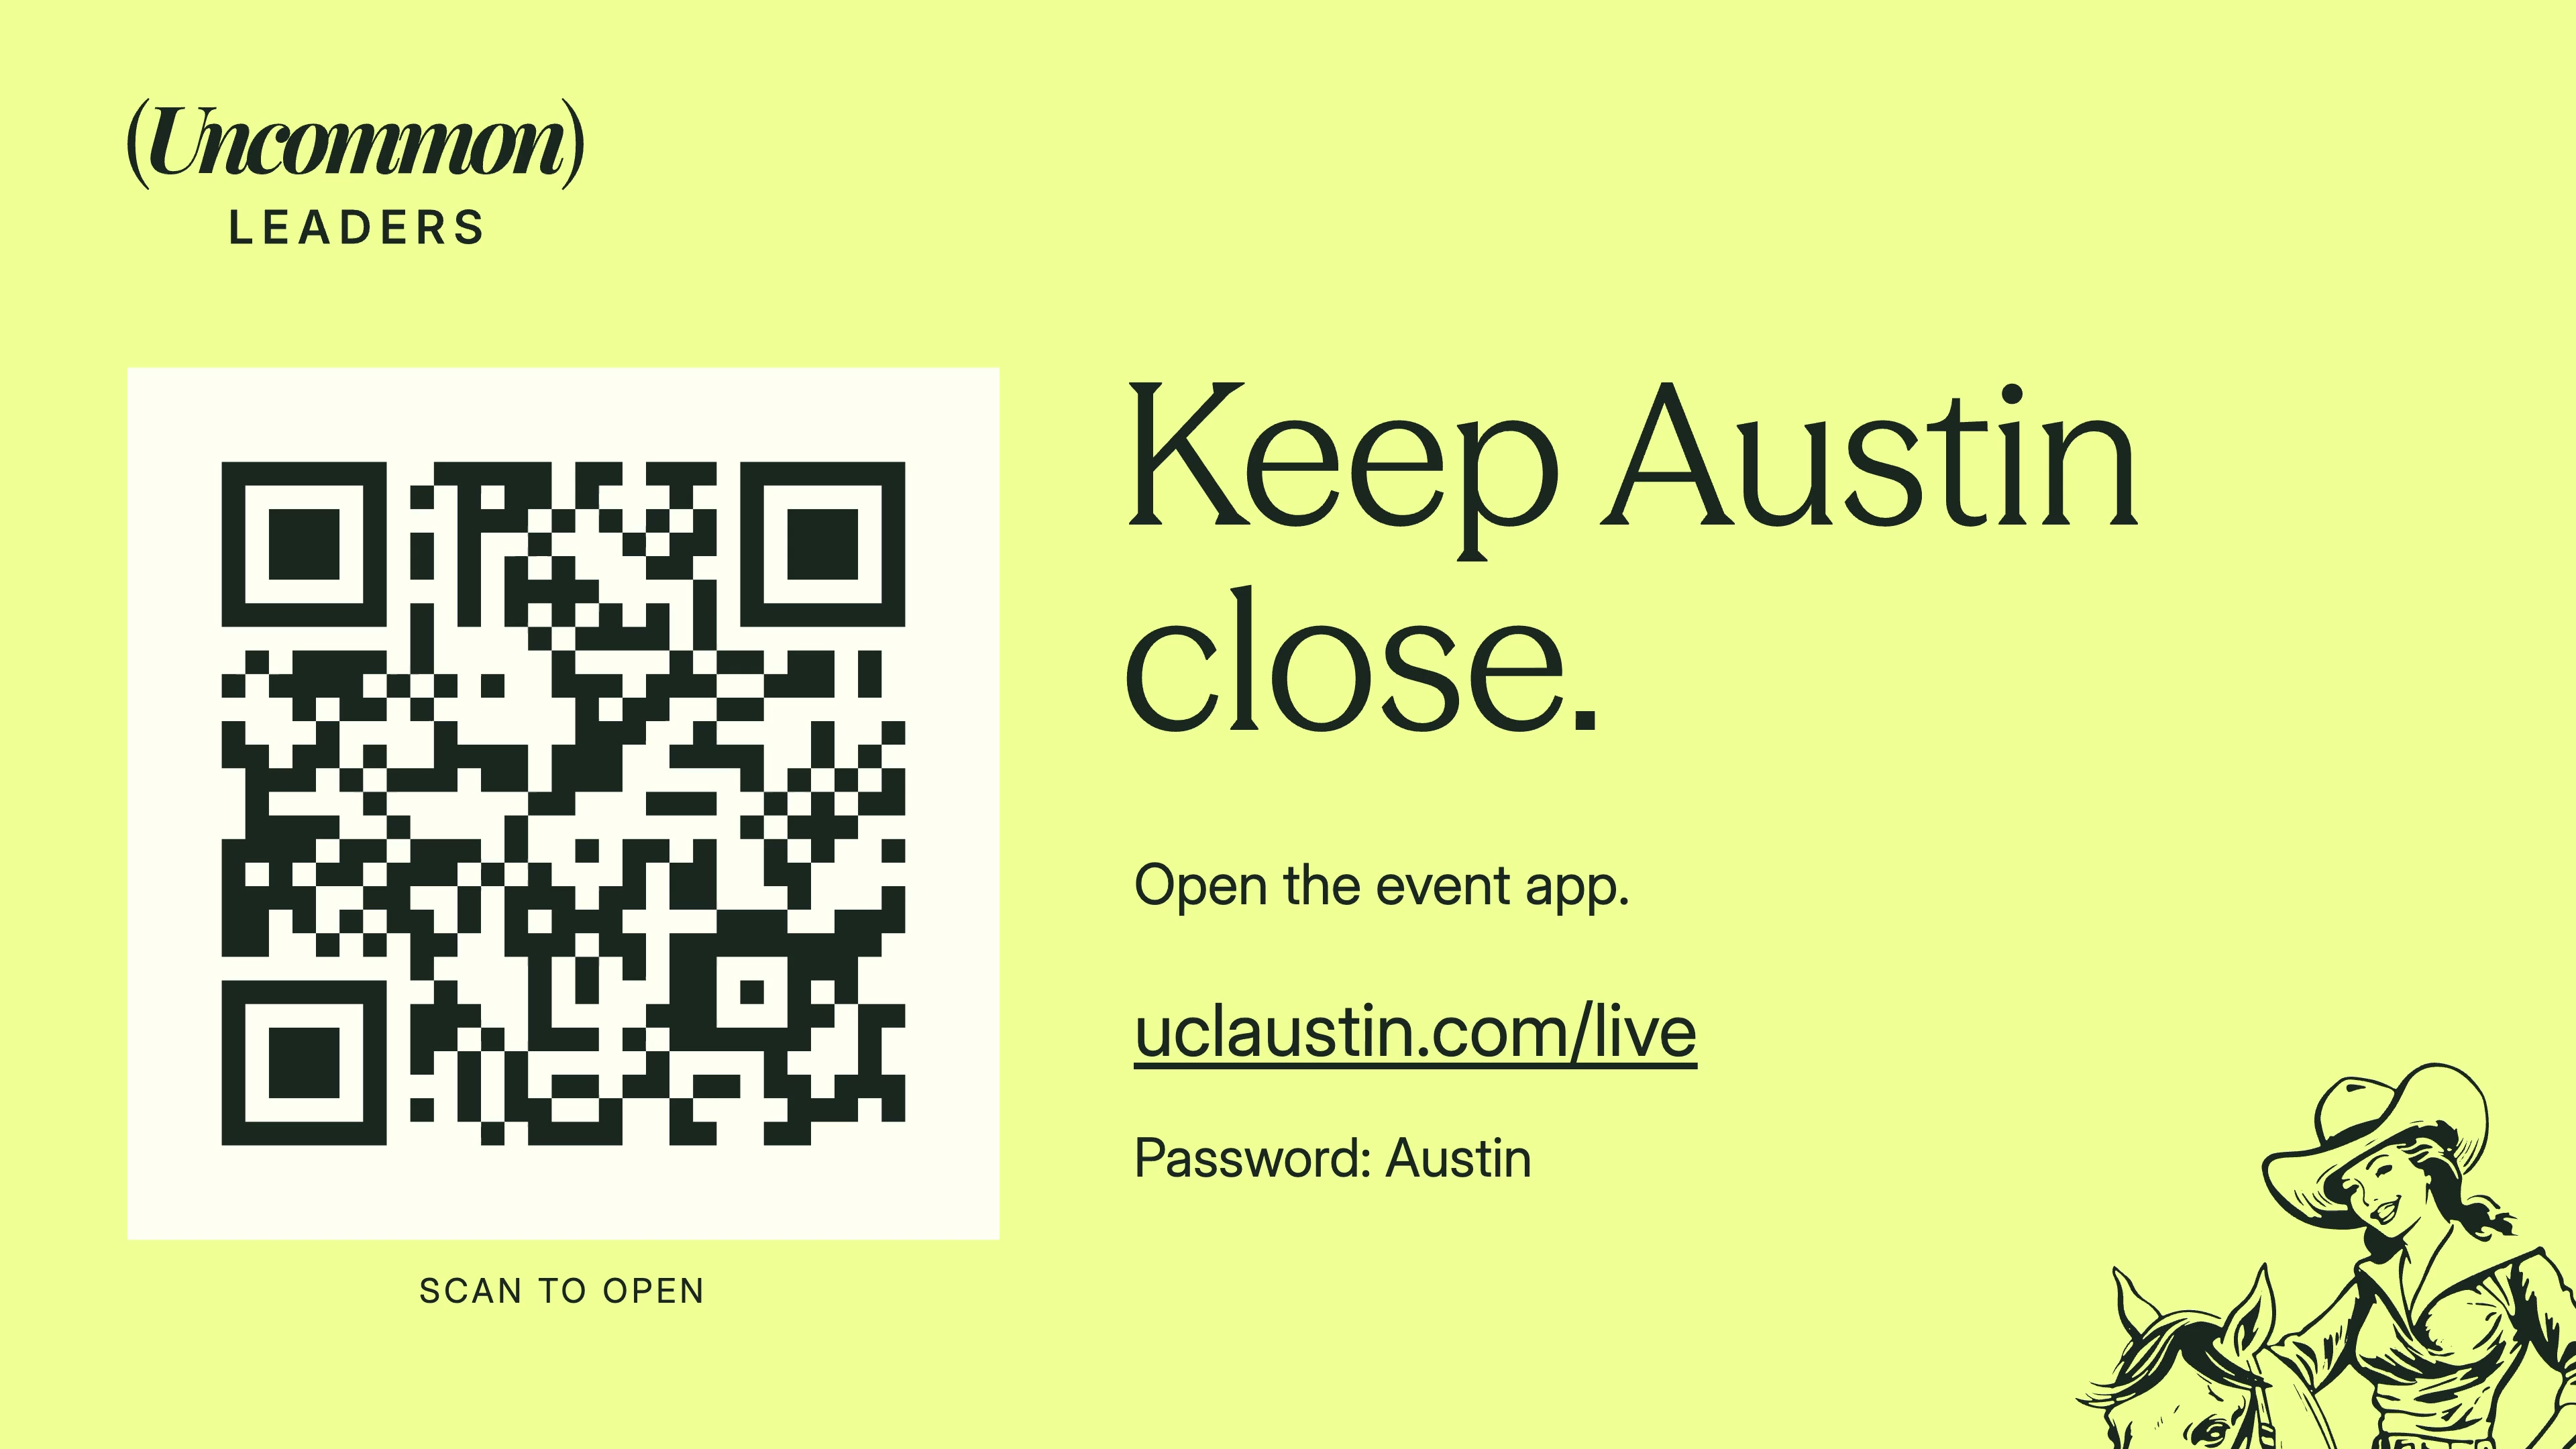 (Uncommon)
LEADERS
Keep Austin
close.
Open the event app.
uclaustin.com/live
Password: Austin
SCAN TO OPEN